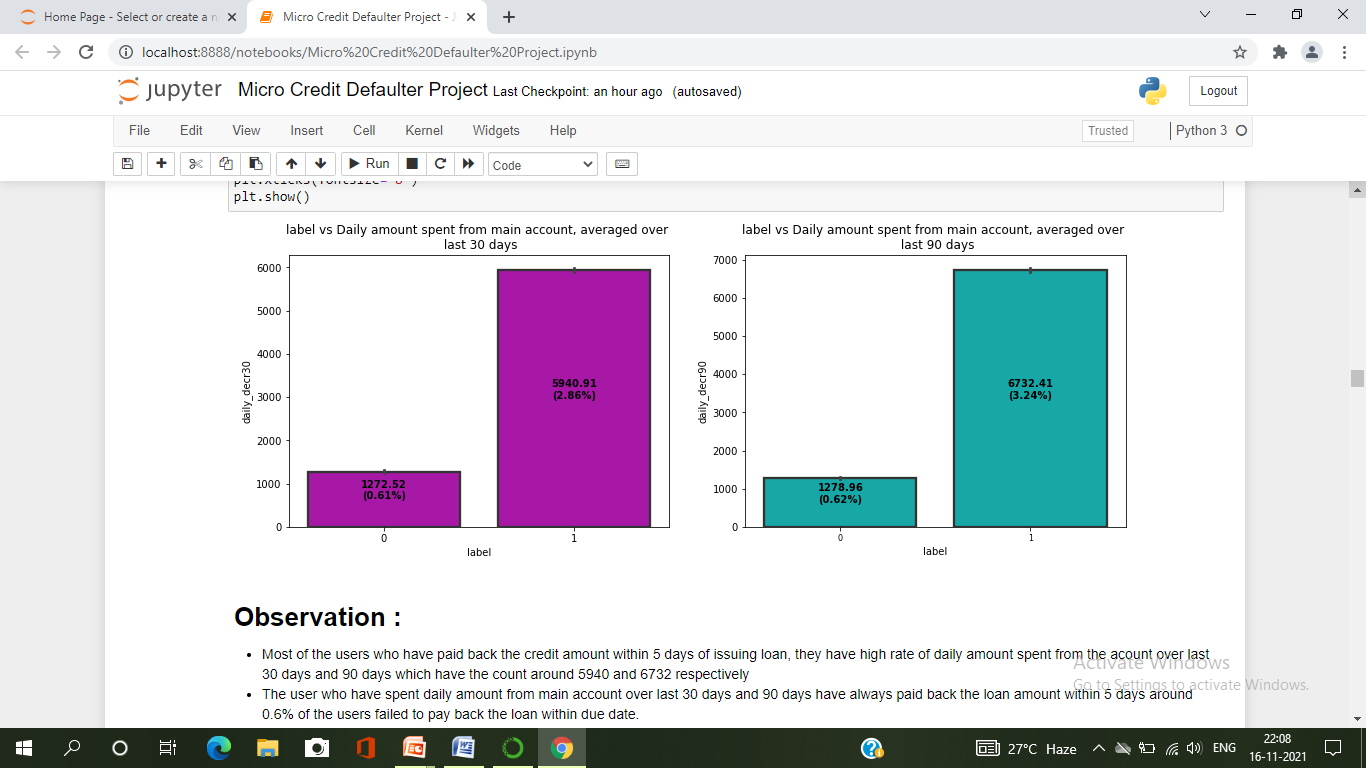 Home Page - Select or create a n
Micro Credit Defaulter Project - J
localhost:8888/notebooks/Micro%20Credit%20Defaulter%20Project.ipynb
jupyter Micro Credit Defaulter Project Last Checkpoint: an hour ago (autosaved)
Logout
File Edit View Insert Cell Kernel Widgets Help
Trusted
Python 3
Run
Code
plt.xticks(fontsize='8')
plt.show()
label vs Daily amount spent from main account, averaged over
last 30 days
6000
5000
4000
3000
2000
1000
0
daily_decr30
5940.91
(2.86%)
1272.52
(0.61%)
0 1
label
label vs Daily amount spent from main account, averaged over
last 90 days
7000
6000
5000
4000
3000
2000
1000
0
daily_decr90
6732.41
(3.24%)
1278.96
(0.62%)
0 1
label
Observation :
Most of the users who have paid back the credit amount within 5 days of issuing loan, they have high rate of daily amount spent from the acount over last
30 days and 90 days which have the count around 5940 and 6732 respectively
The user who have spent daily amount from main account over last 30 days and 90 days have always paid back the loan amount within 5 days around
0.6% of the users failed to pay back the loan within due date.
Activate Windows
Go to Settings to activate Windows.
27°C Haze
ENG
22:08
16-11-2021